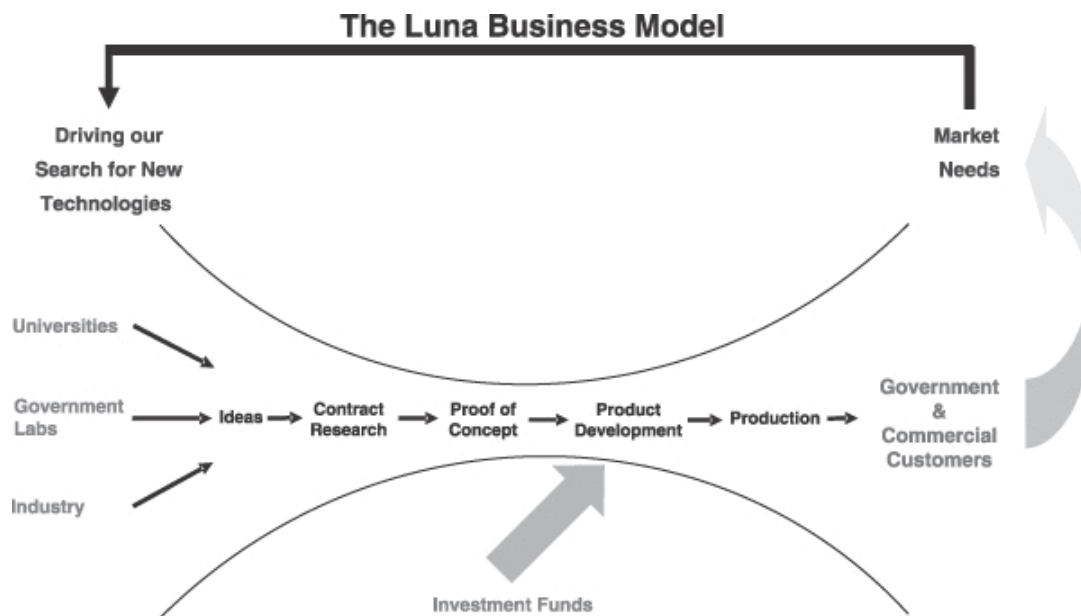 The Luna Business Model
Driving our
Search for New
Technologies
Market
Needs
Universities
Government
Labs
Industry
Ideas
Contract
Research
Proof of
Concept
Product
Development
Production
Government
&
Commercial
Customers
Investment Funds